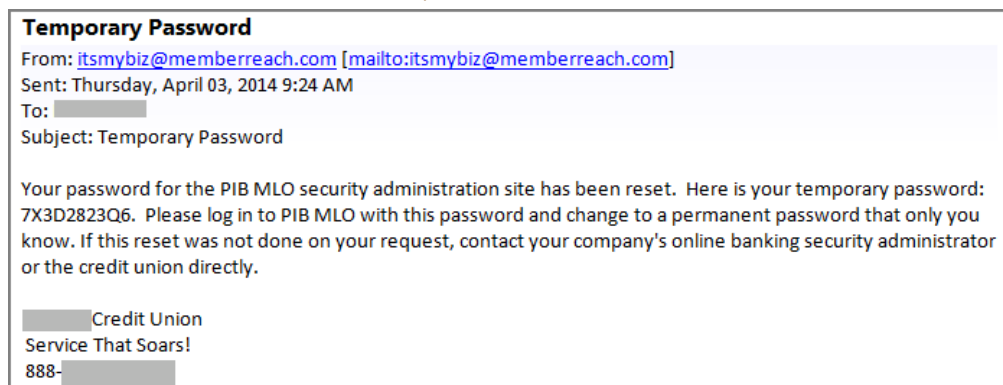 Temporary Password
From: itsmybiz@memberreach.com [mailto:itsmybiz@memberreach.com]
Sent: Thursday, April 03, 2014 9:24 AM
To:
Subject: Temporary Password
Your password for the PIB MLO security administration site has been reset.  Here is your temporary password:
7X3D2823Q6.  Please log in to PIB MLO with this password and change to a permanent password that only you
know. If this reset was not done on your request, contact your company's online banking security administrator
or the credit union directly.
Credit Union
Service That Soars!
888-